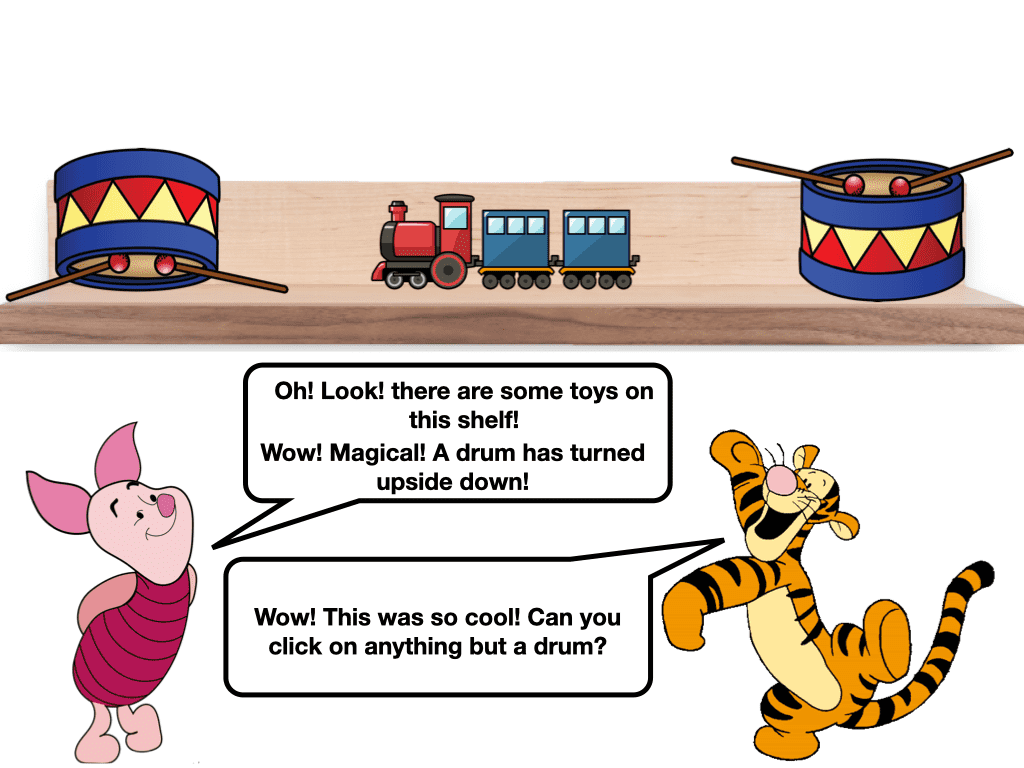 Oh! Look! there are some toys on
this shelf!
Wow! Magical! A drum has turned
upside down!
Wow! This was so cool! Can you
click on anything but a drum?